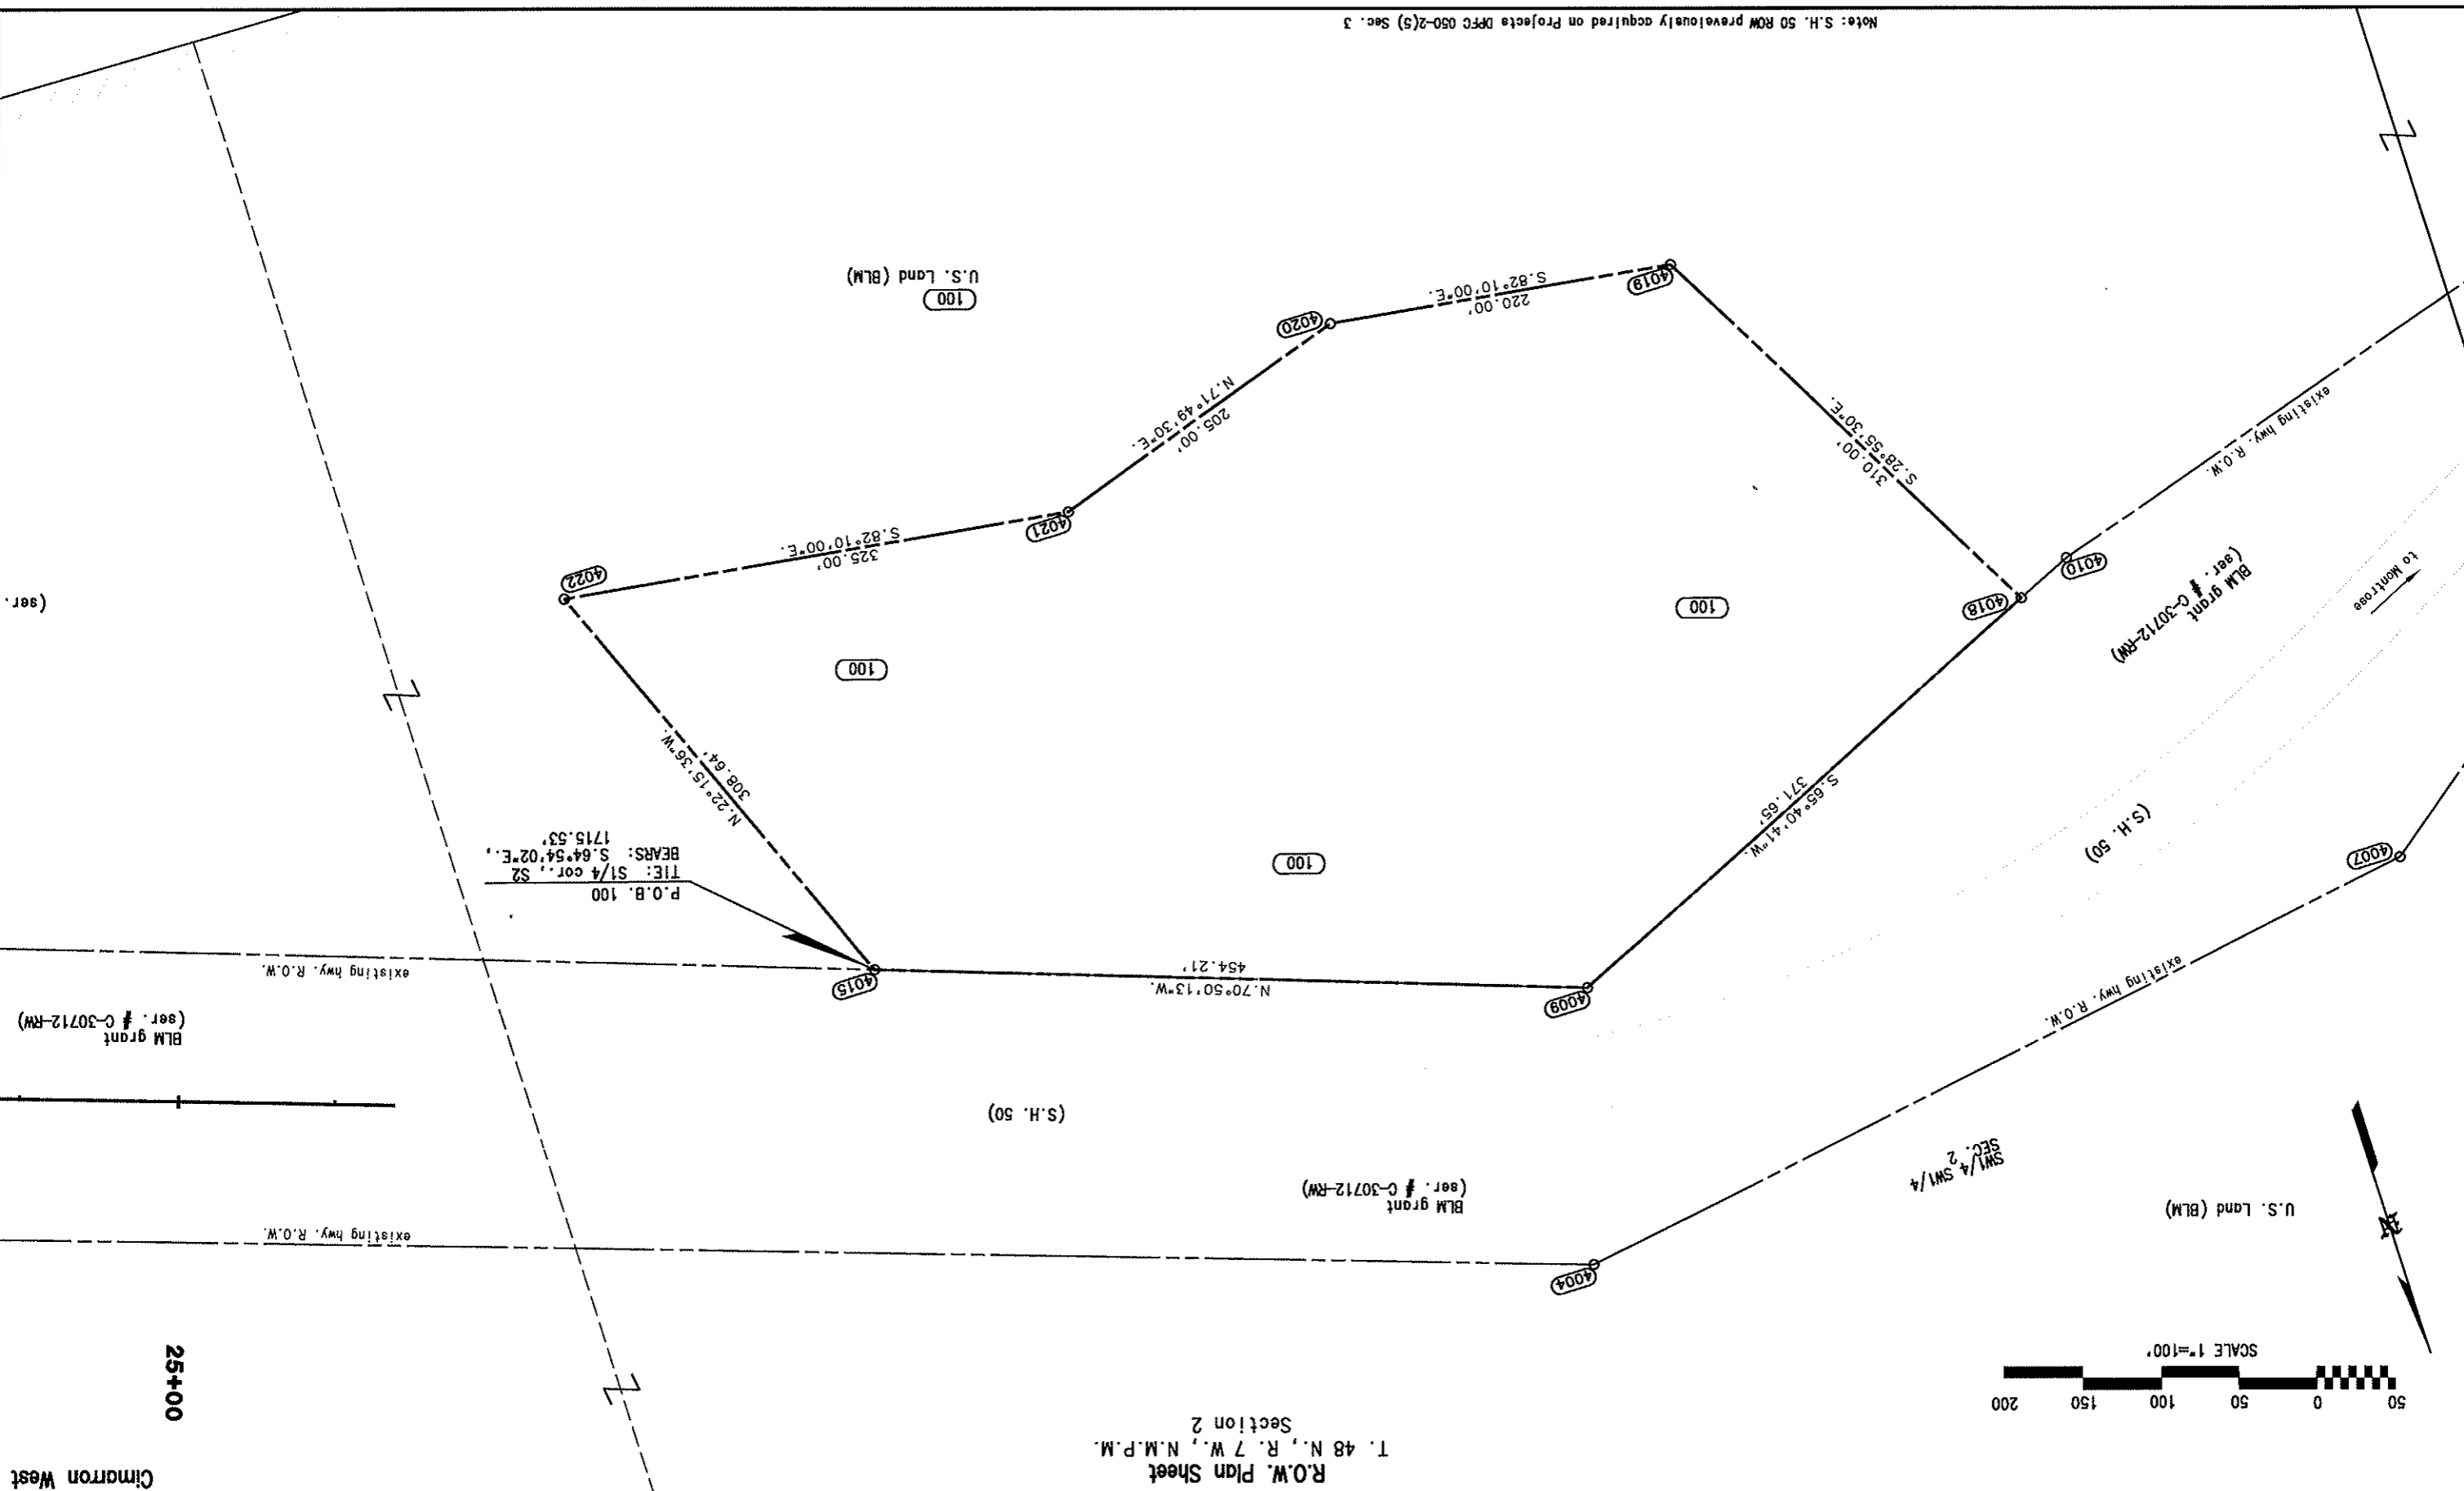 R.O.W. Plan Sheet
T. 48 N., R. 7 W., N.M.P.M.
Section 2
Cimarron West
25+00
50
0
50
100
150
200
SCALE 1"=100'
U.S. Land (BLM)
SW1/4 SW1/4
SEC. 2
4004
BLM grant
(ser. # C-30712-RW)
existing hwy. R.O.W.
existing hwy. R.O.W.
(S.H. 50)
BLM grant
(ser. # C-30712-RW)
existing hwy. R.O.W.
4007
(S.H. 50)
4009
N.70°50'13"W.
454.21'
4015
P.O.B. 100
TIE: S1/4 cor., S2
BEARS: S.64°54'02"E.,
1715.53'
100
S.65°40'41"W.
371.65'
N.22°15'36"W.
308.64'
to Montrose
BLM grant
(ser. # C-30712-RW)
100
100
4018
4010
existing hwy. R.O.W.
(ser.
4022
325.00'
S.82°10'00"E.
4021
310.00'
S.28°55'30"E.
205.00'
N.71°49'30"E.
4020
220.00'
S.82°10'00"E.
4019
100
U.S. Land (BLM)
Note: S.H. 50 ROW preveiously acquired on Projects DPFC 050-2(5) Sec. 3